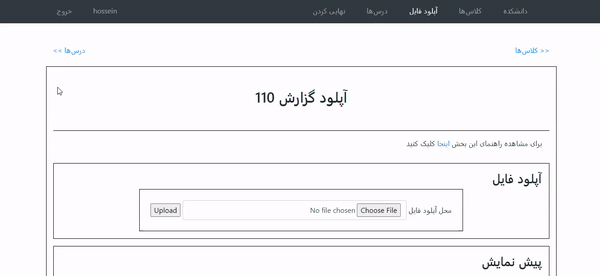 دانشکده کلاس‌ها آپلود فایل درس‌ها نهایی کردن hossein خروج
<< کلاس‌ها درس‌ها >>
آپلود گزارش 110
برای مشاهده راهنمای این بخش اینجا کلیک کنید
آپلود فایل
محل آپلود فایل Choose File No file chosen Upload
پیش نمایش